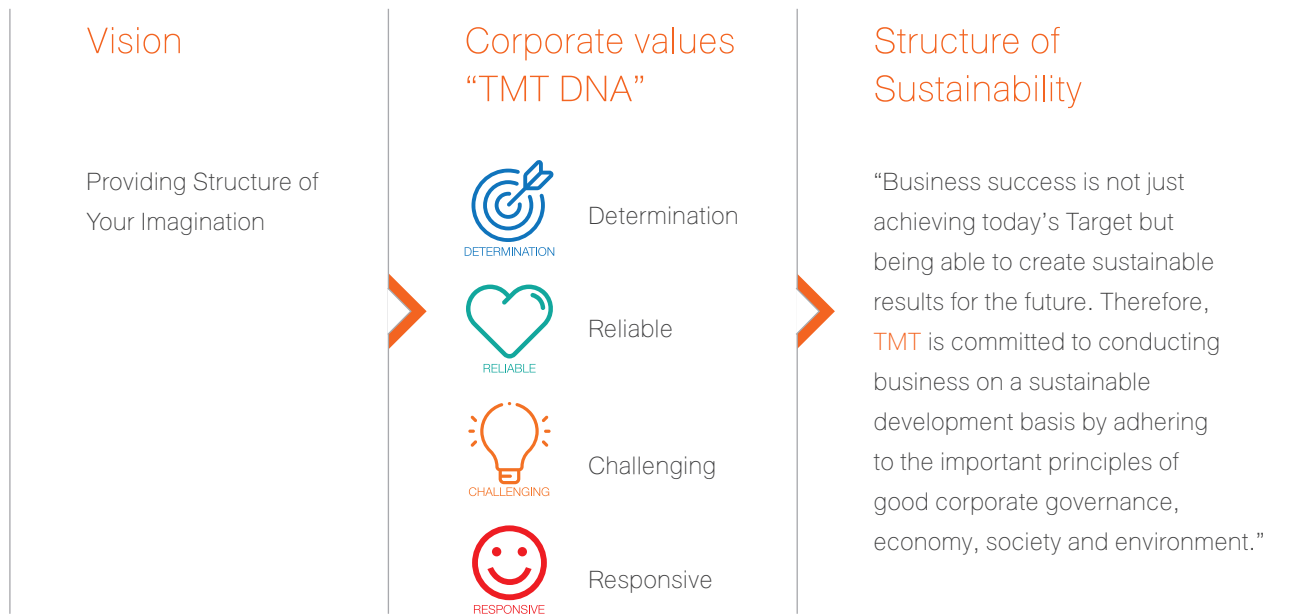 Vision
Providing Structure of
Your Imagination
Corporate values
“TMT DNA”
DETERMINATION
Determination
RELIABLE
Reliable
CHALLENGING
Challenging
RESPONSIVE
Responsive
Structure of
Sustainability
“Business success is not just
achieving today’s Target but
being able to create sustainable
results for the future. Therefore,
TMT is committed to conducting
business on a sustainable
development basis by adhering
to the important principles of
good corporate governance,
economy, society and environment.”